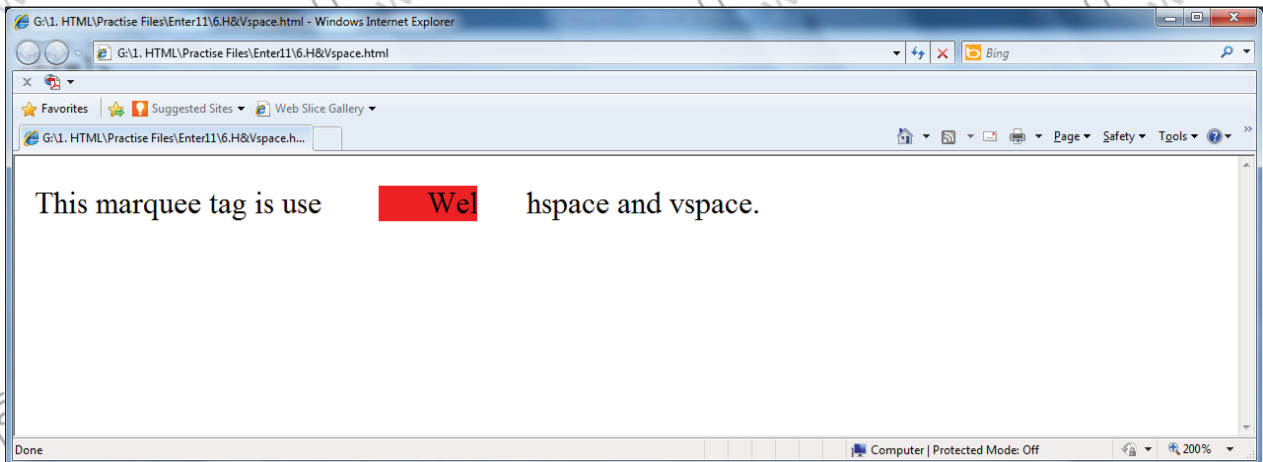 G:\1. HTML\Practise Files\Enter11\6.H&Vspace.html - Windows Internet Explorer
G:\1. HTML\Practise Files\Enter11\6.H&Vspace.html Bing
x
Favorites Suggested Sites Web Slice Gallery
G:\1. HTML\Practise Files\Enter11\6.H&Vspace.h... Page Safety Tools
This marquee tag is use Wel hspace and vspace.
Done Computer | Protected Mode: Off 200%